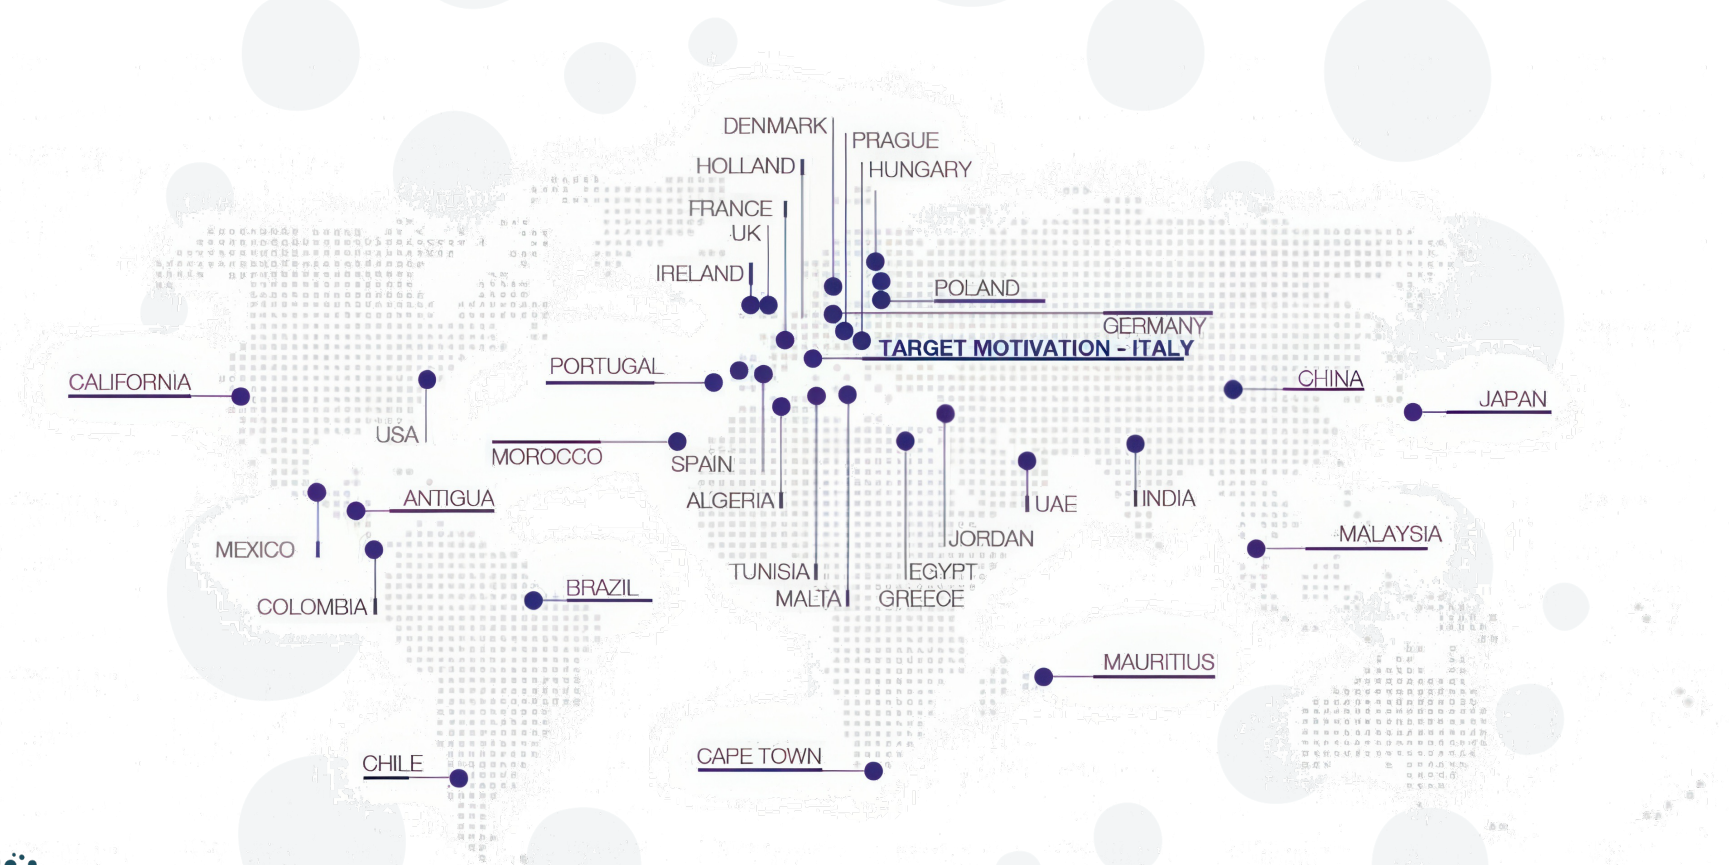 DENMARK
PRAGUE
HOLLAND
HUNGARY
FRANCE
UK
IRELAND
POLAND
GERMANY
TARGET MOTIVATION - ITALY
PORTUGAL
CALIFORNIA
CHINA
JAPAN
USA
MOROCCO
SPAIN
ALGERIA
ANTIGUA
UAE
INDIA
JORDAN
MALAYSIA
MEXICO
TUNISIA
EGYPT
BRAZIL
MALTA
GREECE
COLOMBIA
MAURITIUS
CHILE
CAPE TOWN